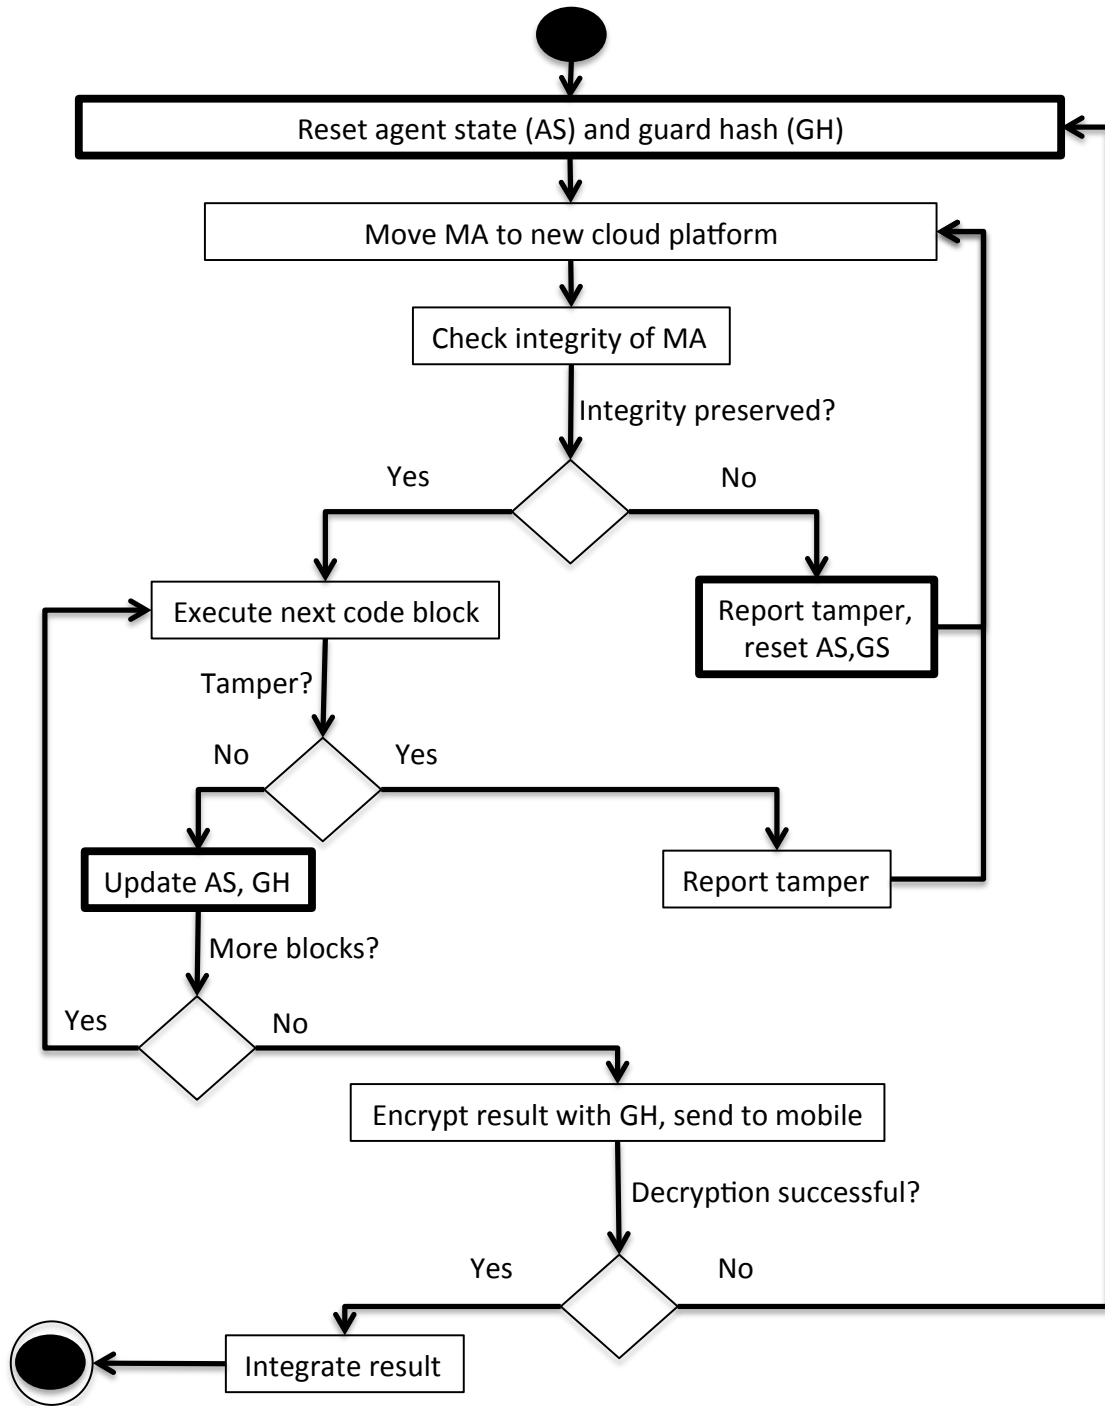 Reset agent state (AS) and guard hash (GH)
Move MA to new cloud platform
Check integrity of MA
Integrity preserved?
Yes
No
Execute next code block
Report tamper,
reset AS,GS
Tamper?
No
Yes
Update AS, GH
Report tamper
More blocks?
Yes
No
Encrypt result with GH, send to mobile
Decryption successful?
Yes
No
Integrate result